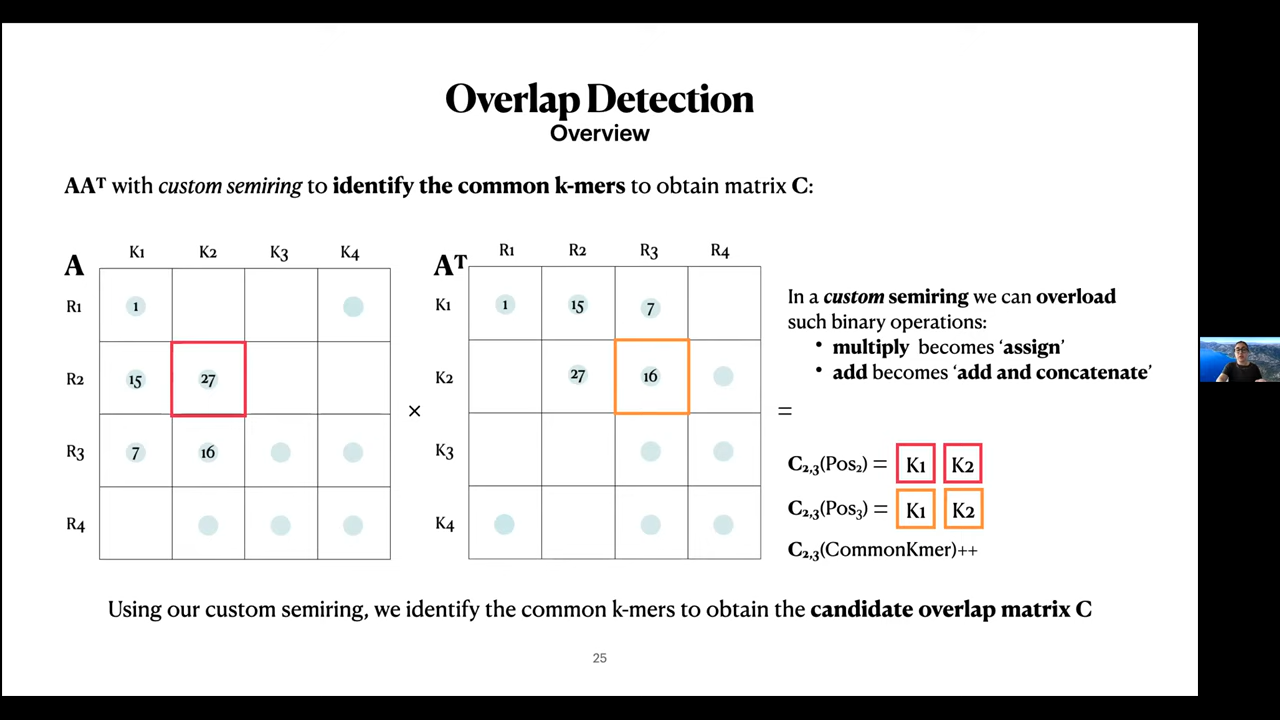 Overlap Detection
Overview
AAᵀ with custom semiring to identify the common k-mers to obtain matrix C:
A K1 K2 K3 K4
R1 1
R2 15 27
R3 7 16
R4
×
Aᵀ R1 R2 R3 R4
K1 1 15 7
K2 27 16
K3
K4
=
In a custom semiring we can overload
such binary operations:
• multiply becomes ‘assign’
• add becomes ‘add and concatenate’
C₂,₃(Pos₂) = K1 K2
C₂,₃(Pos₃) = K1 K2
C₂,₃(CommonKmer)++
Using our custom semiring, we identify the common k-mers to obtain the candidate overlap matrix C
25